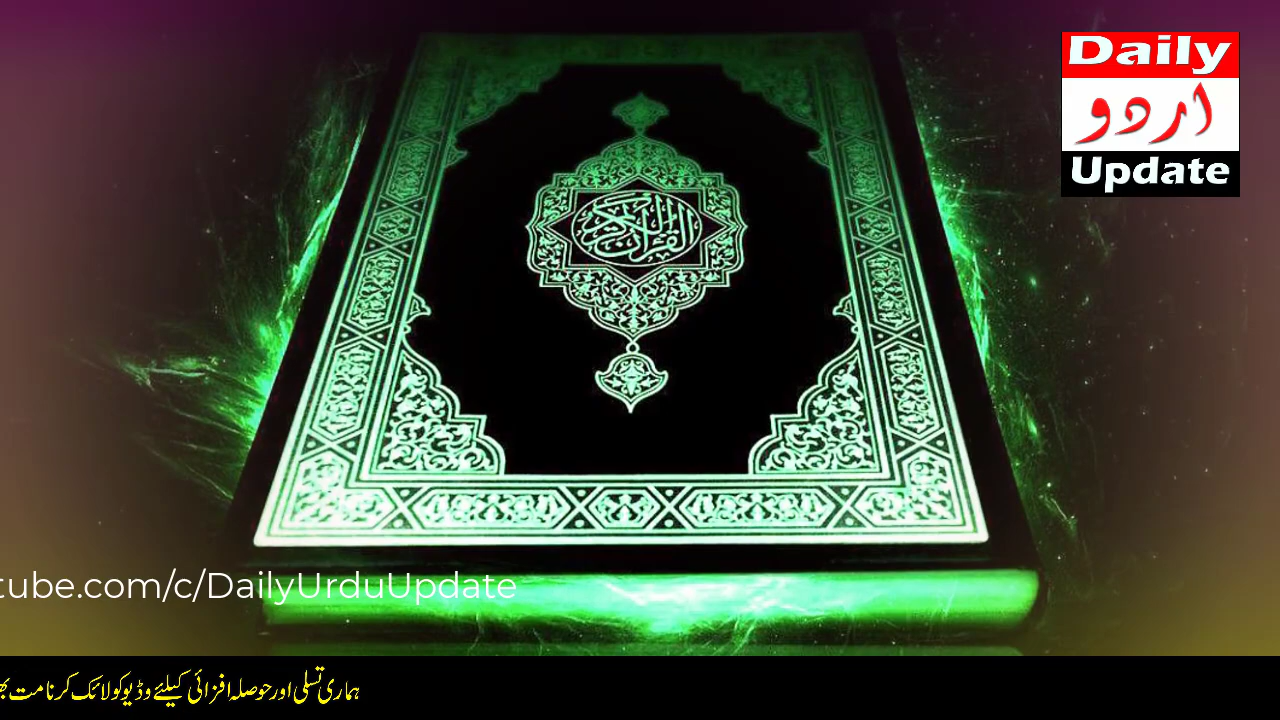 Daily
اردو
Update
القرآن الكريم
tube.com/c/DailyUrduUpdate
ہماری تسلی اور حوصلہ افزائی کیلئے وڈیو کو لائک کرنا مت